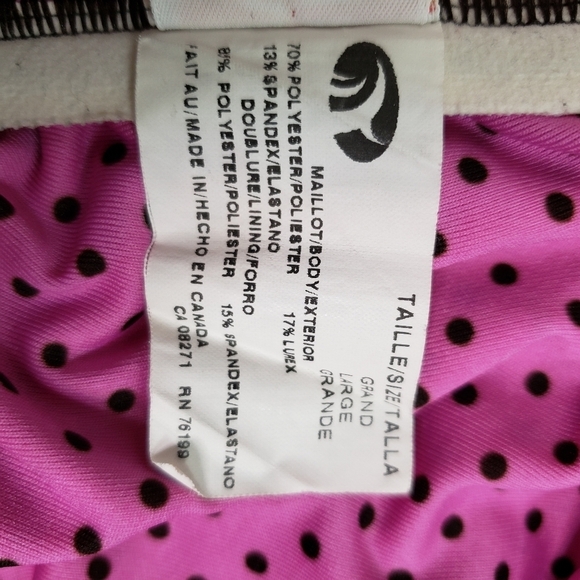 TAILLE/SIZE/TALLA
GRAND
LARGE
GRANDE
MAILLOT/BODY/EXTERIOR
70% POLYESTER/POLIESTER 17% LUREX
13% SPANDEX/ELASTANO
DOUBLURE/LINING/FORRO
85% POLYESTER/POLIESTER 15% SPANDEX/ELASTANO
FAIT AU/MADE IN/HECHO EN CANADA
CA 08271 RN 76199